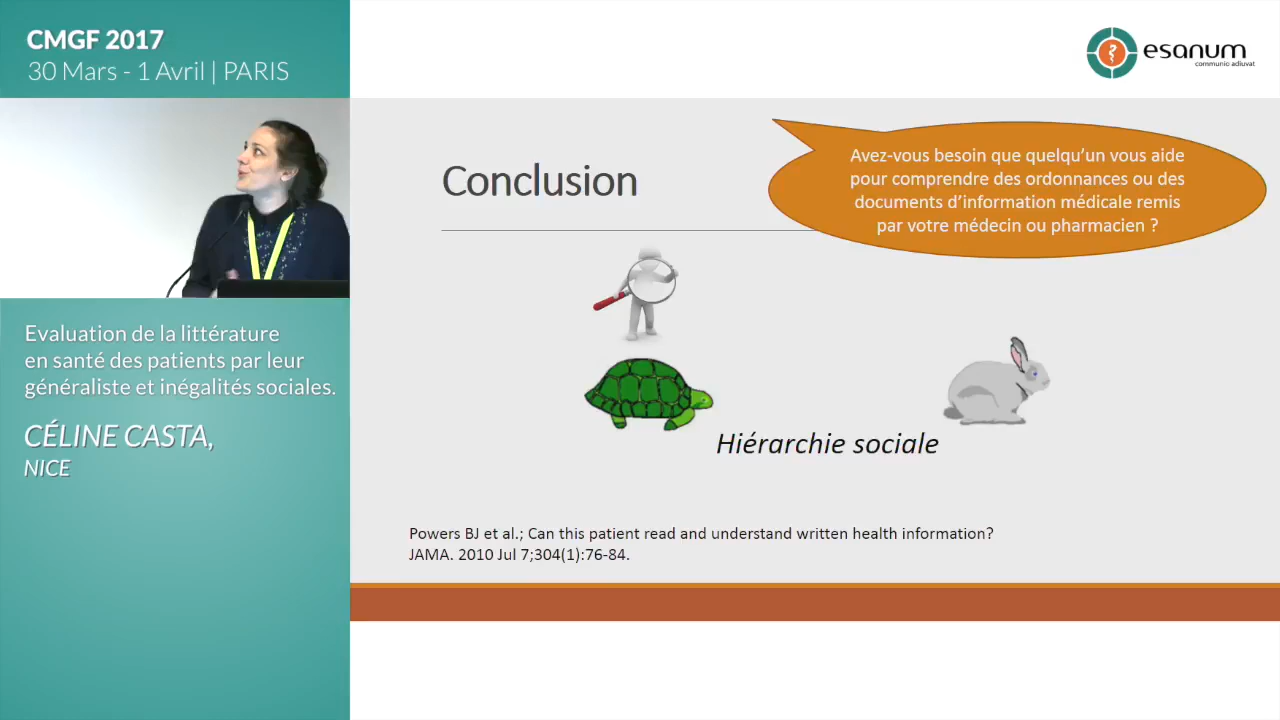 CMGF 2017
30 Mars - 1 Avril | PARIS
esanum
communio adiuvat
Avez-vous besoin que quelqu'un vous aide
pour comprendre des ordonnances ou des
documents d'information médicale remis
par votre médecin ou pharmacien ?
Conclusion
Hiérarchie sociale
Powers BJ et al.; Can this patient read and understand written health information?
JAMA. 2010 Jul 7;304(1):76-84.
Evaluation de la littérature
en santé des patients par leur
généraliste et inégalités sociales.
CÉLINE CASTA,
NICE